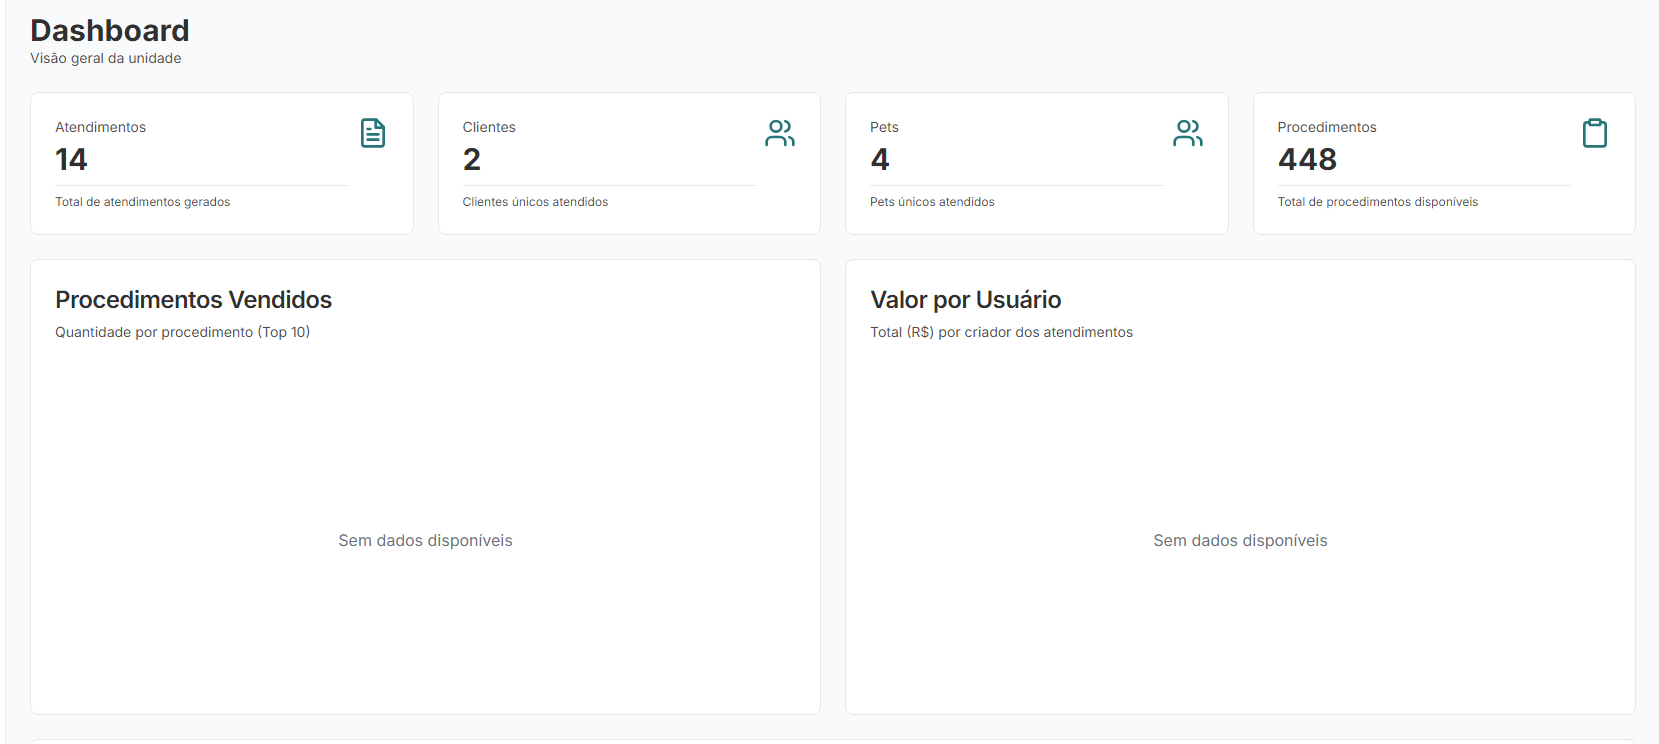 Dashboard
Visão geral da unidade
Atendimentos
14
Total de atendimentos gerados
Clientes
2
Clientes únicos atendidos
Pets
4
Pets únicos atendidos
Procedimentos
448
Total de procedimentos disponíveis
Procedimentos Vendidos
Quantidade por procedimento (Top 10)
Sem dados disponíveis
Valor por Usuário
Total (R$) por criador dos atendimentos
Sem dados disponíveis